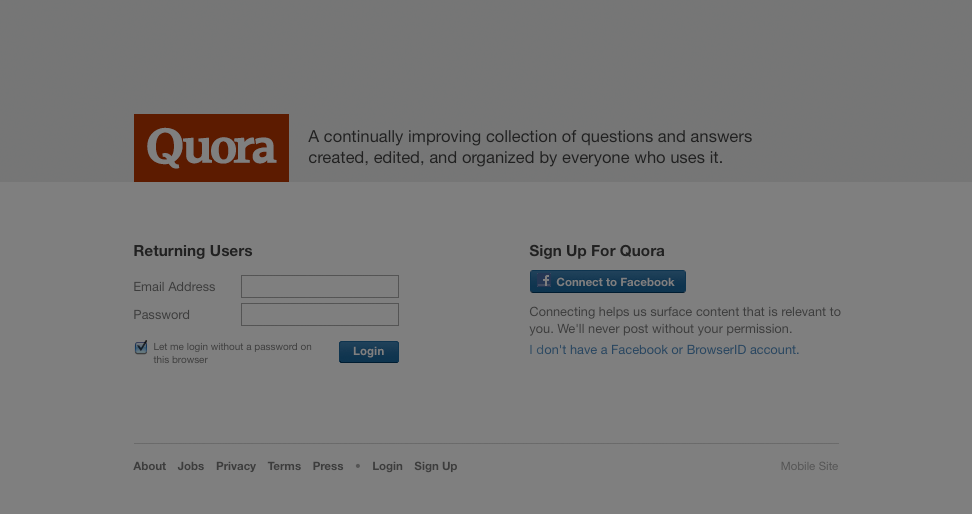 Quora
A continually improving collection of questions and answers
created, edited, and organized by everyone who uses it.
Returning Users
Email Address
Password
Let me login without a password on
this browser
Login
Sign Up For Quora
f Connect to Facebook
Connecting helps us surface content that is relevant to
you. We'll never post without your permission.
I don't have a Facebook or BrowserID account.
About Jobs Privacy Terms Press • Login Sign Up
Mobile Site